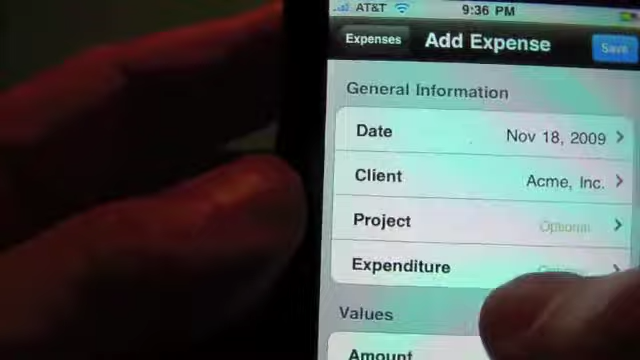 AT&T 9:36 PM
Expenses Add Expense Save
General Information
Date Nov 18, 2009
Client Acme, Inc.
Project Optional
Expenditure
Values
Amount